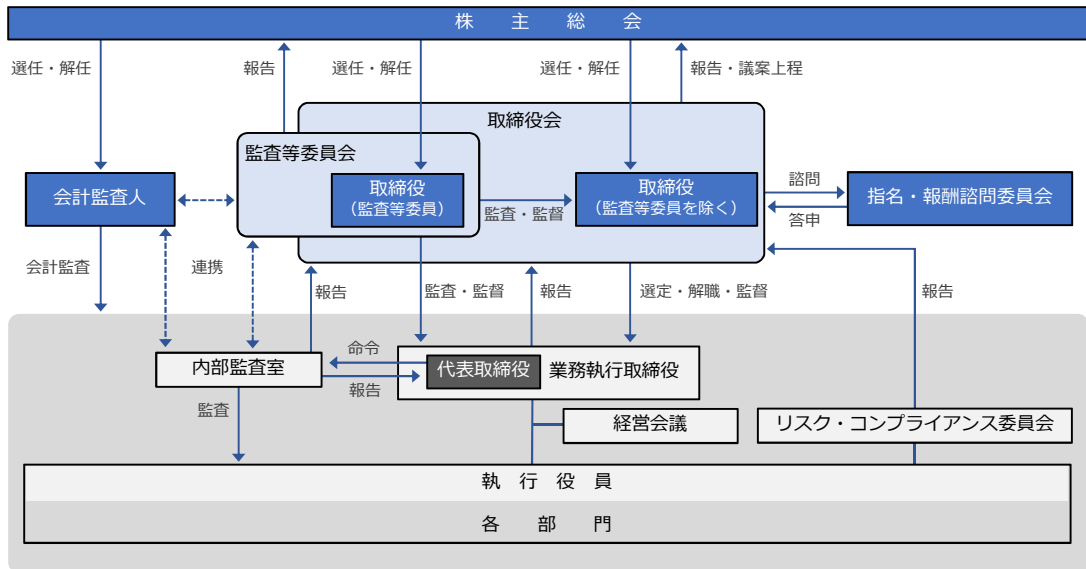 株主総会
選任・解任
報告
選任・解任
選任・解任
報告・議案上程
取締役会
監査等委員会
会計監査人
取締役
（監査等委員）
監査・監督
取締役
（監査等委員を除く）
諮問
答申
指名・報酬諮問委員会
会計監査
連携
報告
監査・監督
報告
選定・解職・監督
報告
内部監査室
命令
報告
代表取締役
業務執行取締役
監査
経営会議
リスク・コンプライアンス委員会
執行役員
各部門